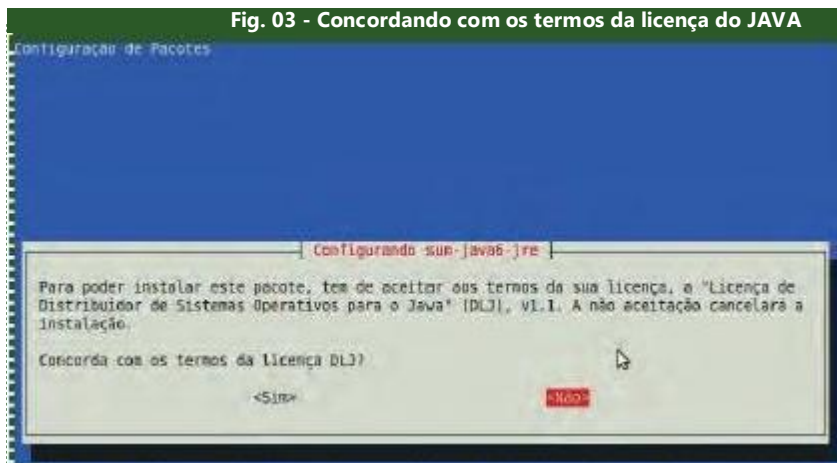 Fig. 03 - Concordando com os termos da licença do JAVA
Configuração de Pacotes
Configurando sun-java6-jre
Para poder instalar este pacote, tem de aceitar aos termos da sua licença, a "Licença de
Distribuidor de Sistemas Operativos para o Jawa" (DLJ), v1.1. A não aceitação cancelará a
instalação.
Concorda com os termos da licença DLJ?
<Sim>
<Não>